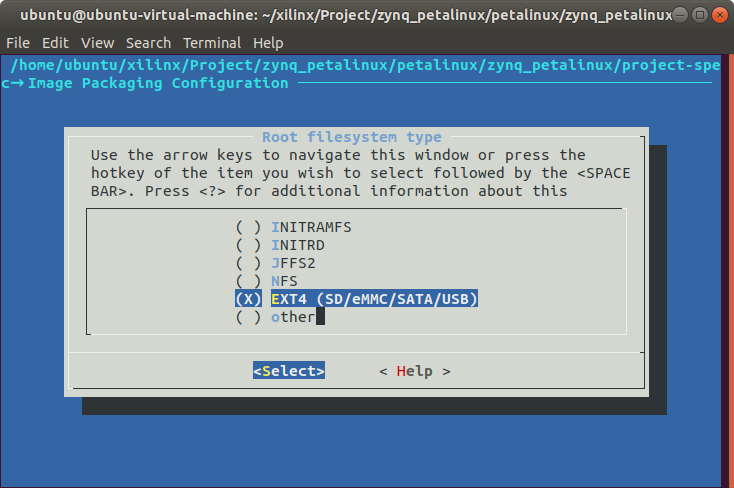 ubuntu@ubuntu-virtual-machine: ~/xilinx/Project/zynq_petalinux/petalinux/zynq_petalinux
File Edit View Search Terminal Help
/home/ubuntu/xilinx/Project/zynq_petalinux/petalinux/zynq_petalinux/project-spe
c→Image Packaging Configuration
Root filesystem type
Use the arrow keys to navigate this window or press the
hotkey of the item you wish to select followed by the <SPACE
BAR>. Press <?> for additional information about this
( ) INITRAMFS
( ) INITRD
( ) JFFS2
( ) NFS
(X) EXT4 (SD/eMMC/SATA/USB)
( ) other
<Select> < Help >